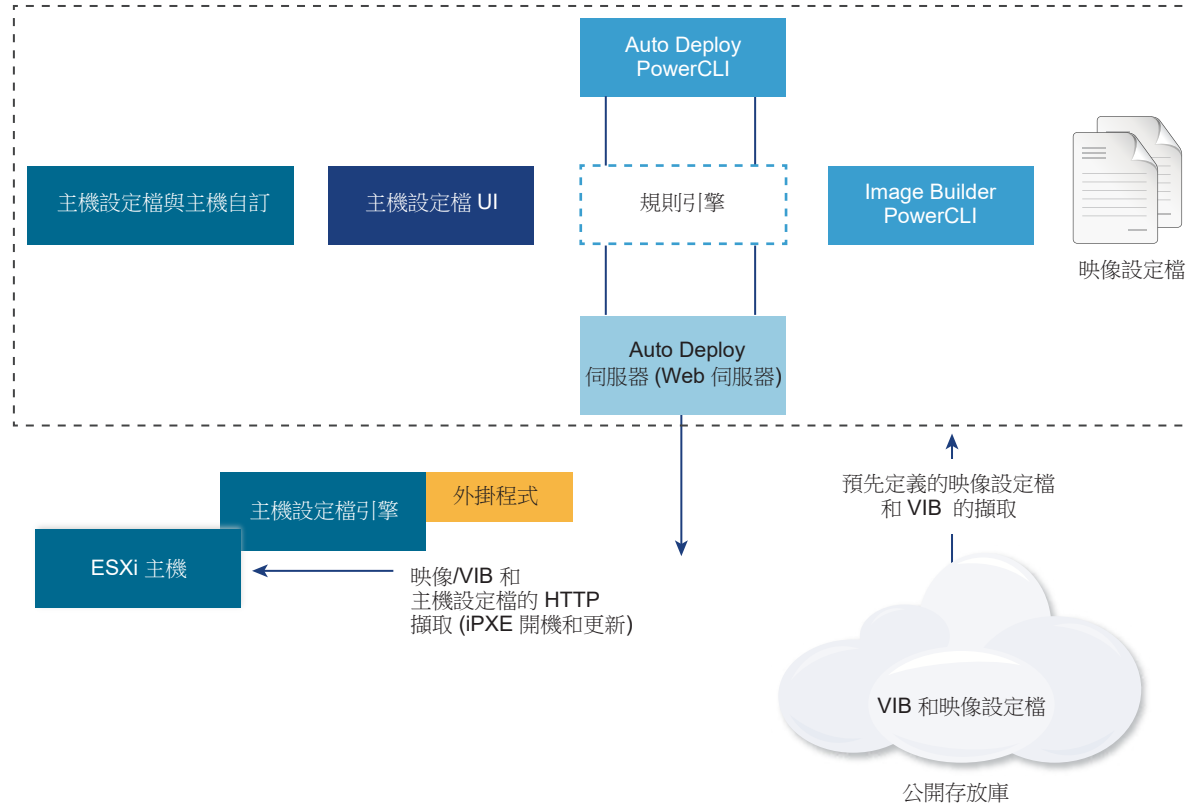 Auto Deploy
PowerCLI
主機設定檔與主機自訂
主機設定檔 UI
規則引擎
Image Builder
PowerCLI
映像設定檔
Auto Deploy
伺服器 (Web 伺服器)
預先定義的映像設定檔
和 VIB 的擷取
外掛程式
主機設定檔引擎
ESXi 主機
映像/VIB 和
主機設定檔的 HTTP
擷取 (iPXE 開機和更新)
VIB 和映像設定檔
公開存放庫